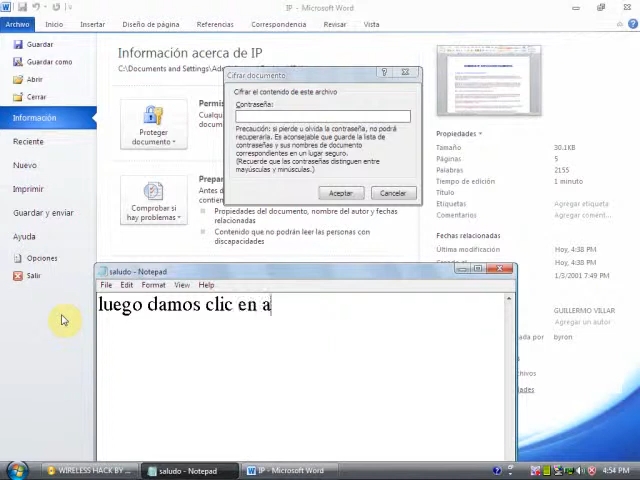 IP - Microsoft Word
Archivo Inicio Insertar Diseño de página Referencias Correspondencia Revisar Vista
Guardar
Guardar como
Abrir
Cerrar
Información
Reciente
Nuevo
Imprimir
Guardar y enviar
Ayuda
Opciones
Salir
Información acerca de IP
C:\Documents and Settings\
Proteger
documento
Comprobar si
hay problemas
Propiedades del documento, nombre del autor y fechas
relacionadas
Contenido que no podrán leer las personas con
discapacidades
Cifrar documento
Cifrar el contenido de este archivo
Contraseña:
Precaución: si pierde u olvida la contraseña, no podrá
recuperarla. Es aconsejable que guarde la lista de
contraseñas y sus nombres de documento
correspondientes en un lugar seguro.
(Recuerde que las contraseñas distinguen entre
mayúsculas y minúsculas.)
Aceptar Cancelar
Propiedades
Tamaño 30.1KB
Páginas 5
Palabras 2155
Tiempo de edición 1 minuto
Título Agregar título
Etiquetas Agregar etiqueta
Comentarios Agregar coment...
Fechas relacionadas
Última modificación Hoy, 4:38 PM
Hoy, 4:38 PM
1/3/2001 7:49 PM
GUILLERMO VILLAR
Agregar un autor
byron
saludo - Notepad
File Edit Format View Help
luego damos clic en a
WIRELESS HACK BY ... saludo - Notepad IP - Microsoft Word 4:54 PM